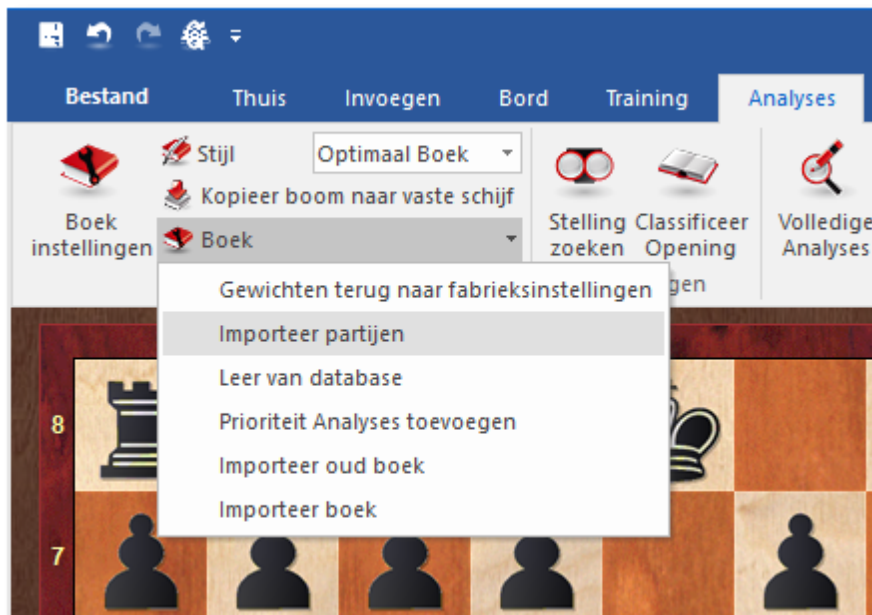 Bestand Thuis Invoegen Bord Training Analyses
Boek
instellingen
Stijl
Optimaal Boek
Kopieer boom naar vaste schijf
Boek
Stelling
zoeken
Classificeer
Opening
Volledige
Analyses
Gewichten terug naar fabrieksinstellingen
Importeer partijen
Leer van database
Prioriteit Analyses toevoegen
Importeer oud boek
Importeer boek
8
7